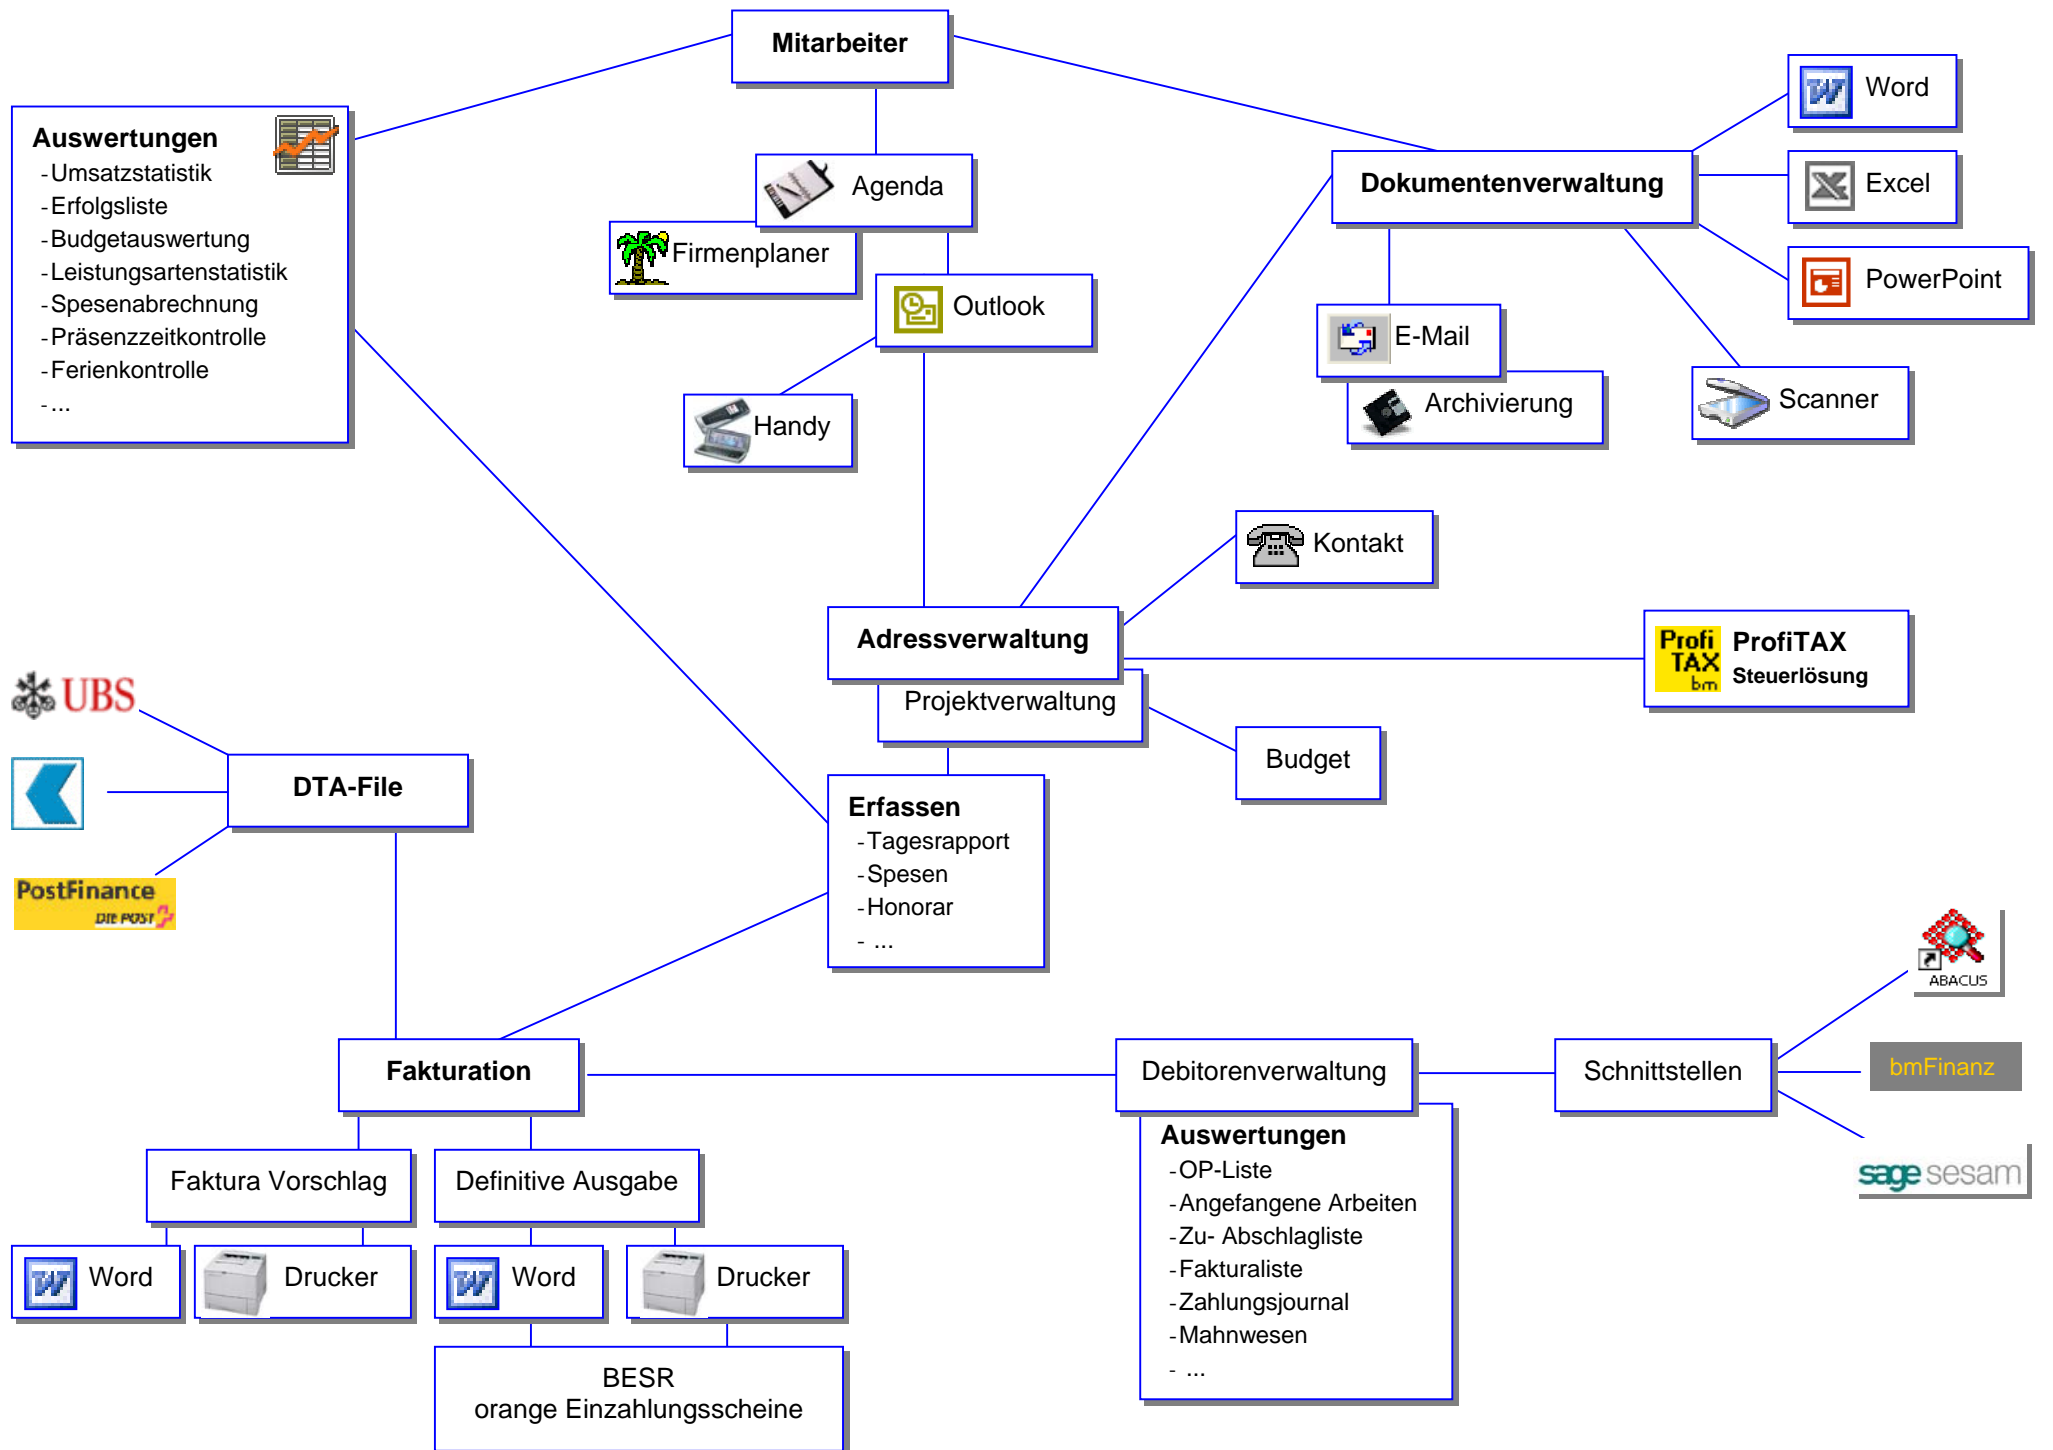 Mitarbeiter
Auswertungen
-Umsatzstatistik
-Erfolgsliste
-Budgetauswertung
-Leistungsartenstatistik
-Spesenabrechnung
-Präsenzzeitkontrolle
-Ferienkontrolle
-...
Agenda
Firmenplaner
Outlook
Handy
Dokumentenverwaltung
Word
Excel
PowerPoint
E-Mail
Archivierung
Scanner
Kontakt
Adressverwaltung
Projektverwaltung
Profi
TAX
bm
ProfiTAX
Steuerlösung
Budget
UBS
DTA-File
PostFinance
DIE POST
Erfassen
-Tagesrapport
-Spesen
-Honorar
- ...
ABACUS
Fakturation
Debitorenverwaltung
Schnittstellen
bmFinanz
sage sesam
Faktura Vorschlag
Definitive Ausgabe
Word
Drucker
Word
Drucker
BESR
orange Einzahlungsscheine
Auswertungen
-OP-Liste
-Angefangene Arbeiten
-Zu- Abschlagliste
-Fakturaliste
-Zahlungsjournal
-Mahnwesen
- ...